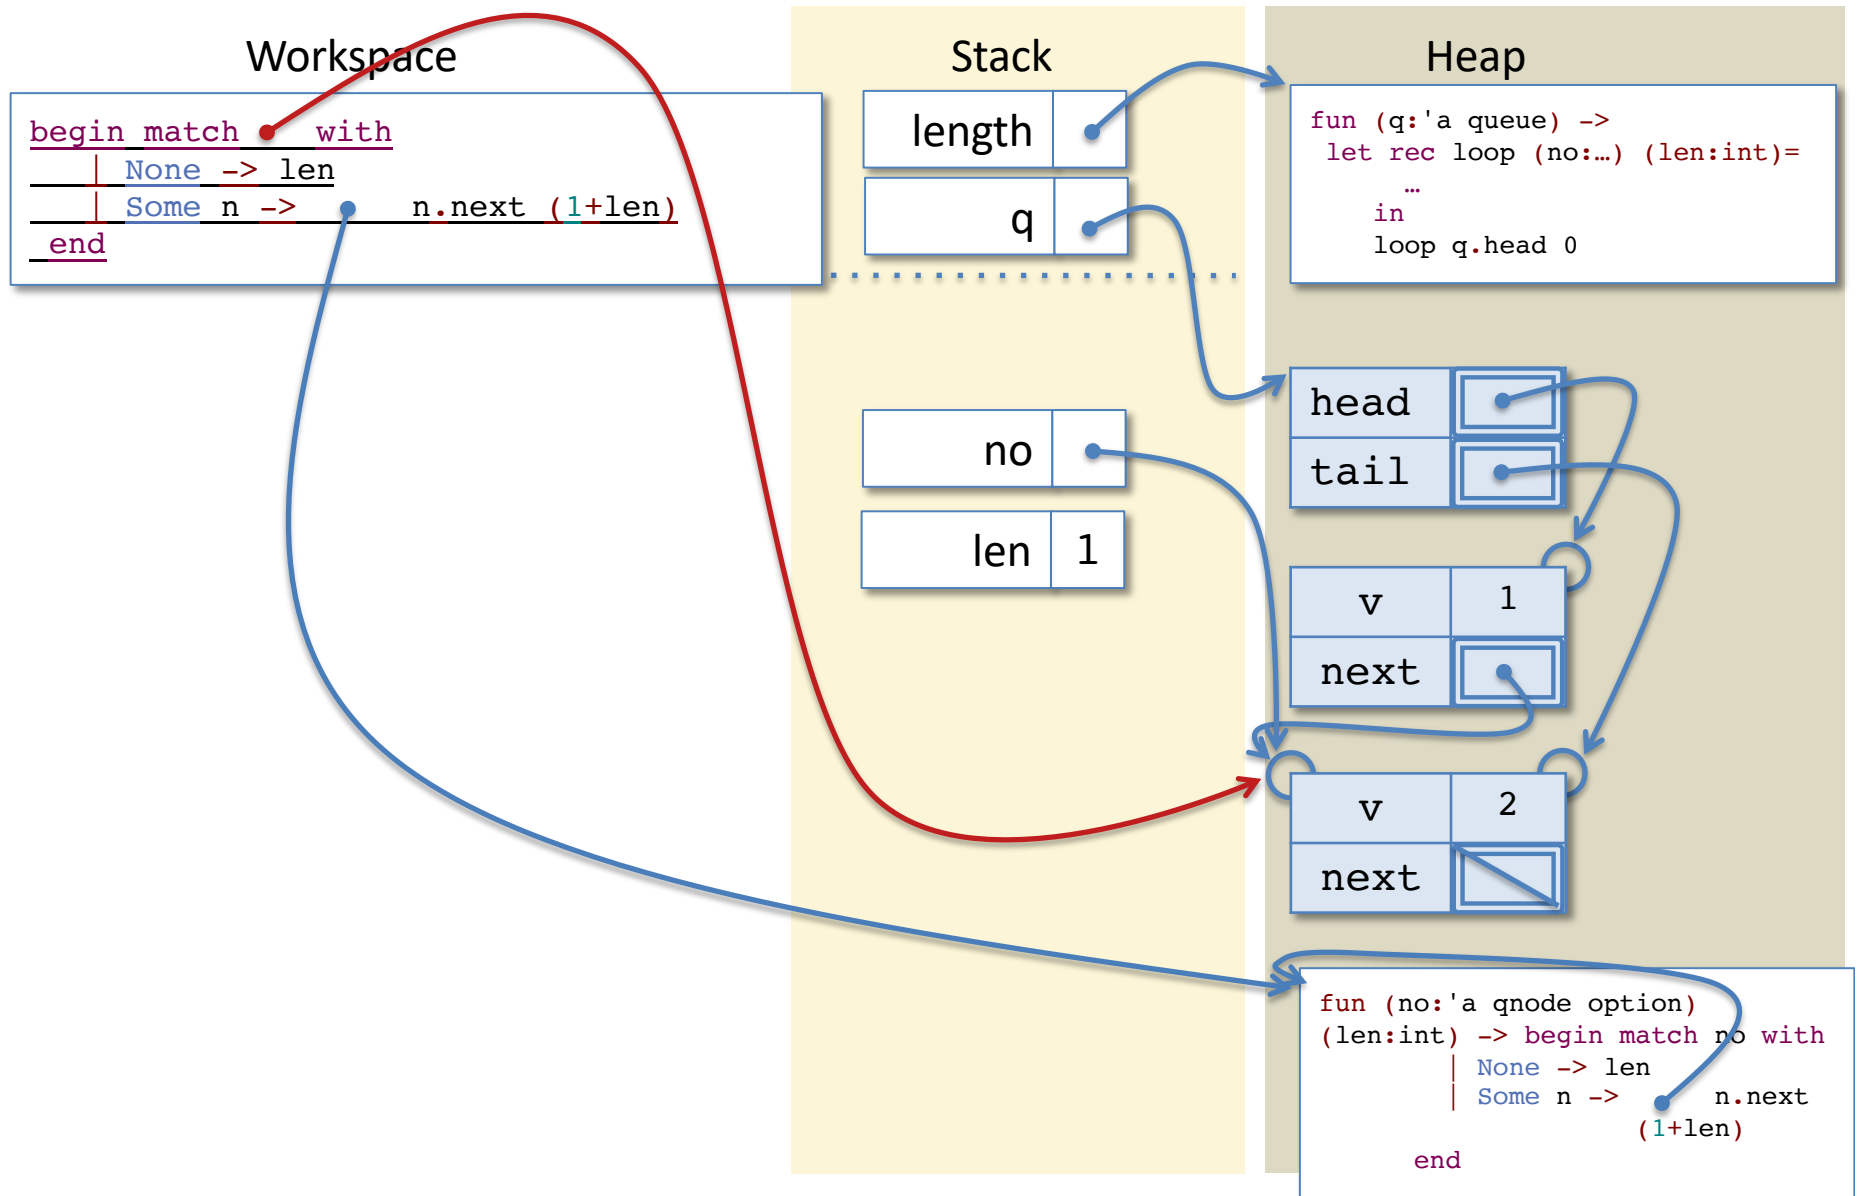 Workspace
begin match with
| None -> len
| Some n -> n.next (1+len)
end
Stack
length
q
no
len 1
Heap
fun (q:'a queue) ->
let rec loop (no:…) (len:int)=
…
in
loop q.head 0
head
tail
v 1
next
v 2
next
fun (no:'a qnode option)
(len:int) -> begin match no with
| None -> len
| Some n -> n.next
(1+len)
end